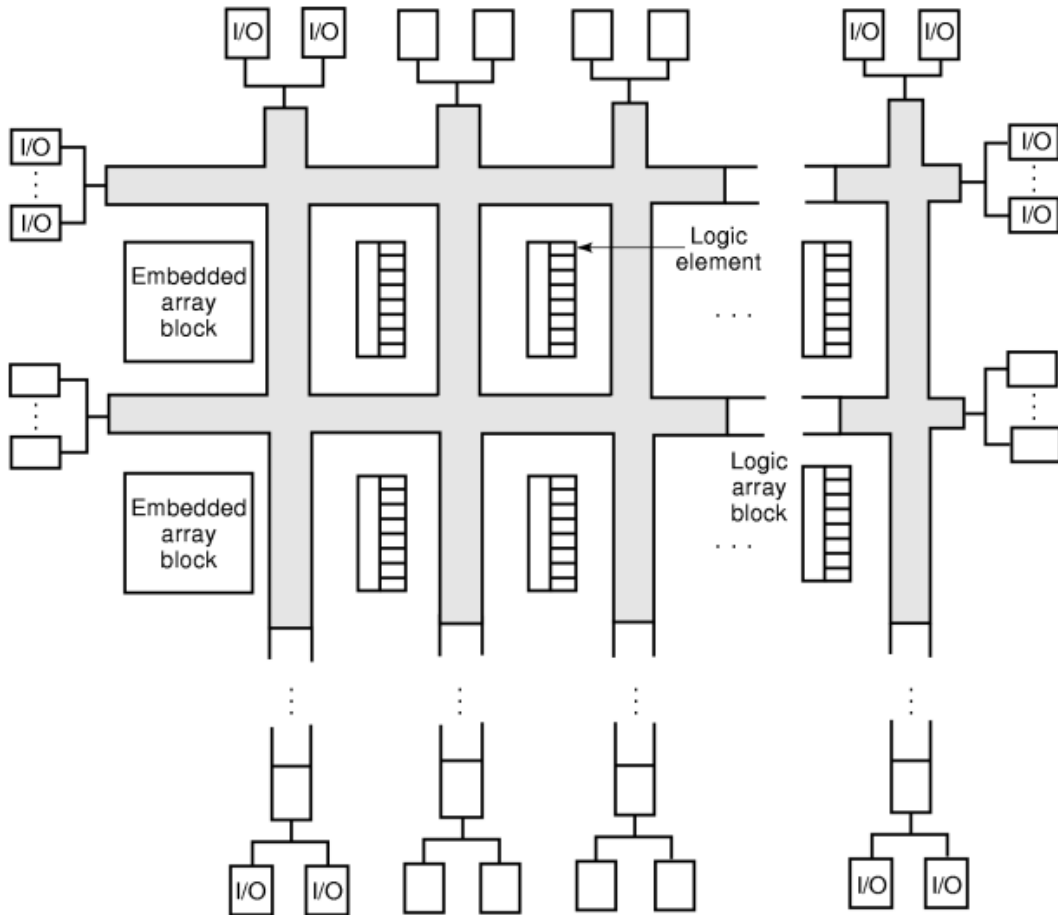 I/O I/O I/O I/O
I/O I/O
I/O I/O
Logic
element
Embedded
array
block
. . .
Logic
array
block
Embedded
array
block
. . .
I/O I/O I/O I/O